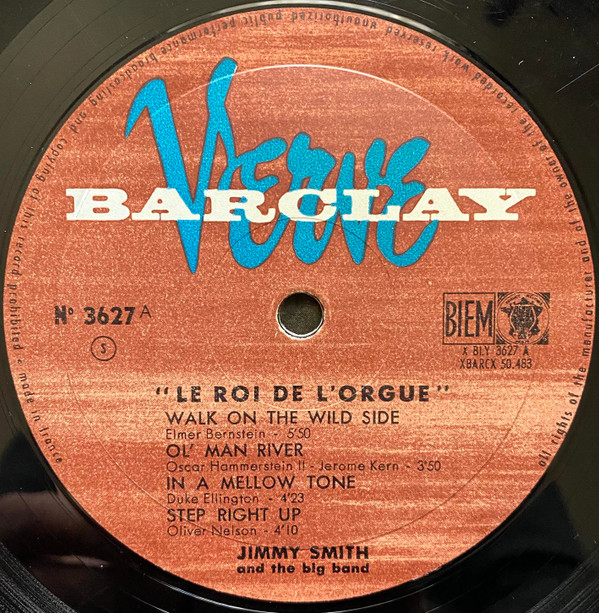 all rights of the manufacturer and of the owner of the recorded work reserved unauthorized public performance broadcasting and copying of this record prohibited • made in france
VERVE
BARCLAY
Nº 3627 A
S
BIEM
X BLY 3627 A
XBARCX 50.483
"LE ROI DE L'ORGUE"
WALK ON THE WILD SIDE
Elmer Bernstein - 5'50
OL' MAN RIVER
Oscar Hammerstein II - Jerome Kern - 3'50
IN A MELLOW TONE
Duke Ellington - 4'23
STEP RIGHT UP
Oliver Nelson - 4'10
JIMMY SMITH
and the big band